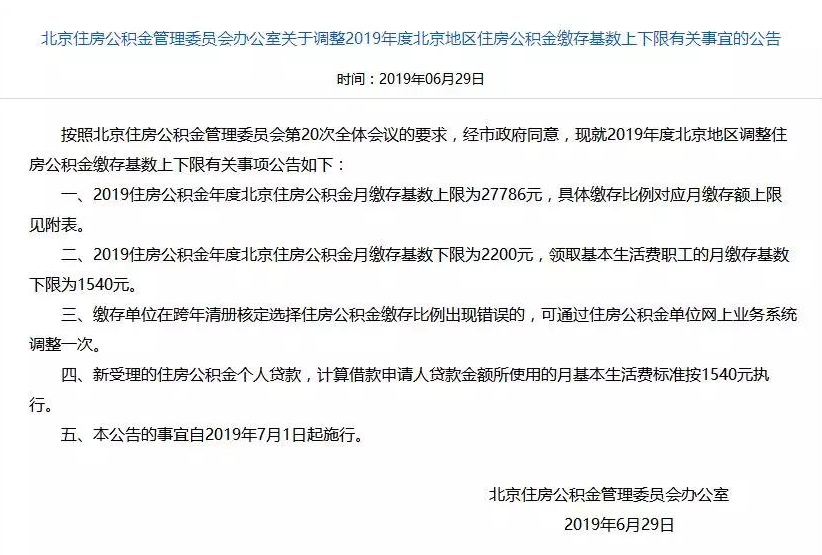 北京住房公积金管理委员会办公室关于调整2019年度北京地区住房公积金缴存基数上下限有关事宜的公告
时间：2019年06月29日
按照北京住房公积金管理委员会第20次全体会议的要求，经市政府同意，现就2019年度北京地区调整住
房公积金缴存基数上下限有关事项公告如下：
一、2019住房公积金年度北京住房公积金月缴存基数上限为27786元，具体缴存比例对应月缴存额上限
见附表。
二、2019住房公积金年度北京住房公积金月缴存基数下限为2200元，领取基本生活费职工的月缴存基数
下限为1540元。
三、缴存单位在跨年清册核定选择住房公积金缴存比例出现错误的，可通过住房公积金单位网上业务系统
调整一次。
四、新受理的住房公积金个人贷款，计算借款申请人贷款金额所使用的月基本生活费标准按1540元执
行。
五、本公告的事宜自2019年7月1日起施行。
北京住房公积金管理委员会办公室
2019年6月29日